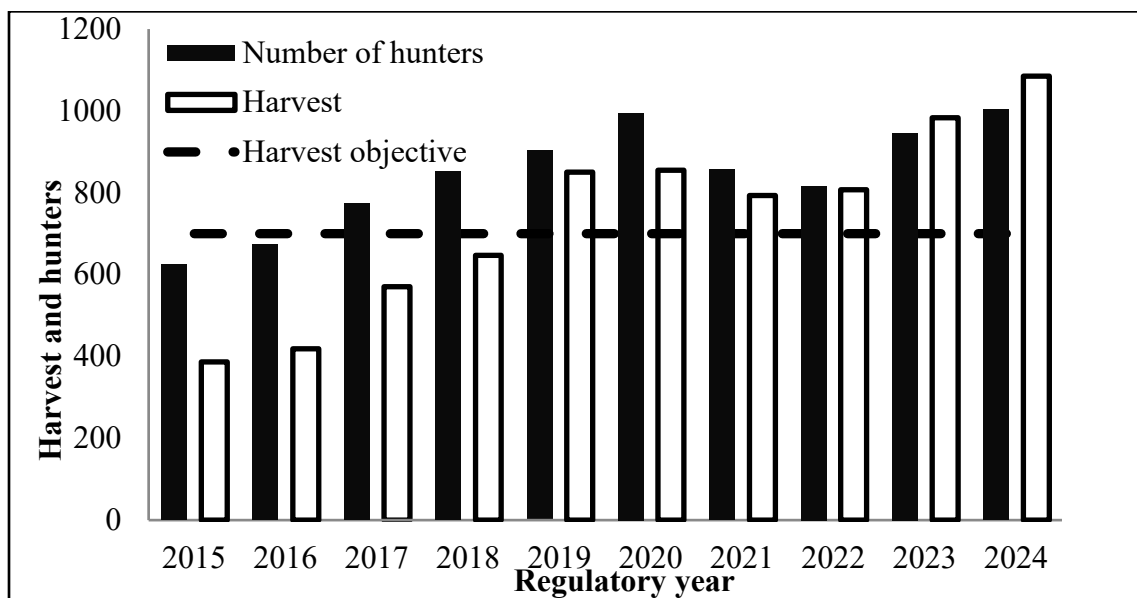 1200
1000
800
600
400
200
0
Harvest and hunters
Number of hunters
Harvest
Harvest objective
2015 2016 2017 2018 2019 2020 2021 2022 2023 2024
Regulatory year